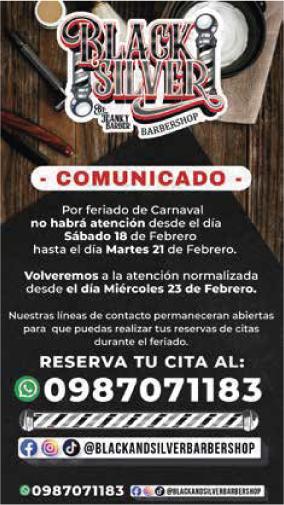 BLACK
SILVER
By:
JEANKY
BARBER
BARBERSHOP
- COMUNICADO -
Por feriado de Carnaval
no habrá atención desde el día
Sábado 18 de Febrero
hasta el día Martes 21 de Febrero.
Volveremos a la atención normalizada
desde el día Miércoles 23 de Febrero.
Nuestras líneas de contacto permaneceran abiertas
para que puedas realizar tus reservas de citas
durante el feriado.
RESERVA TU CITA AL:
0987071183
@BLACKANDSILVERBARBERSHOP
0987071183 @BLACKANDSILVERBARBERSHOP